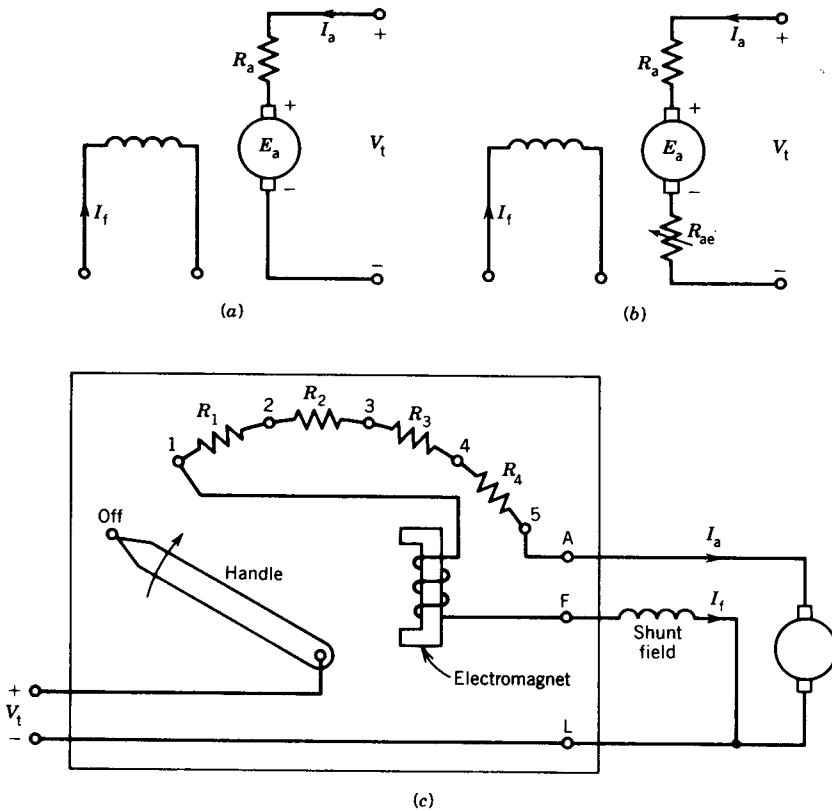 I_a
+
R_a
+
E_a
V_t
−
I_f
−
(a)
I_a
+
R_a
+
E_a
V_t
−
I_f
R_ae
−
(b)
R_1
2
R_2
3
R_3
1
4
R_4
5
Off
A
I_a
Handle
F
I_f
Shunt
field
Electromagnet
+
V_t
−
L
(c)